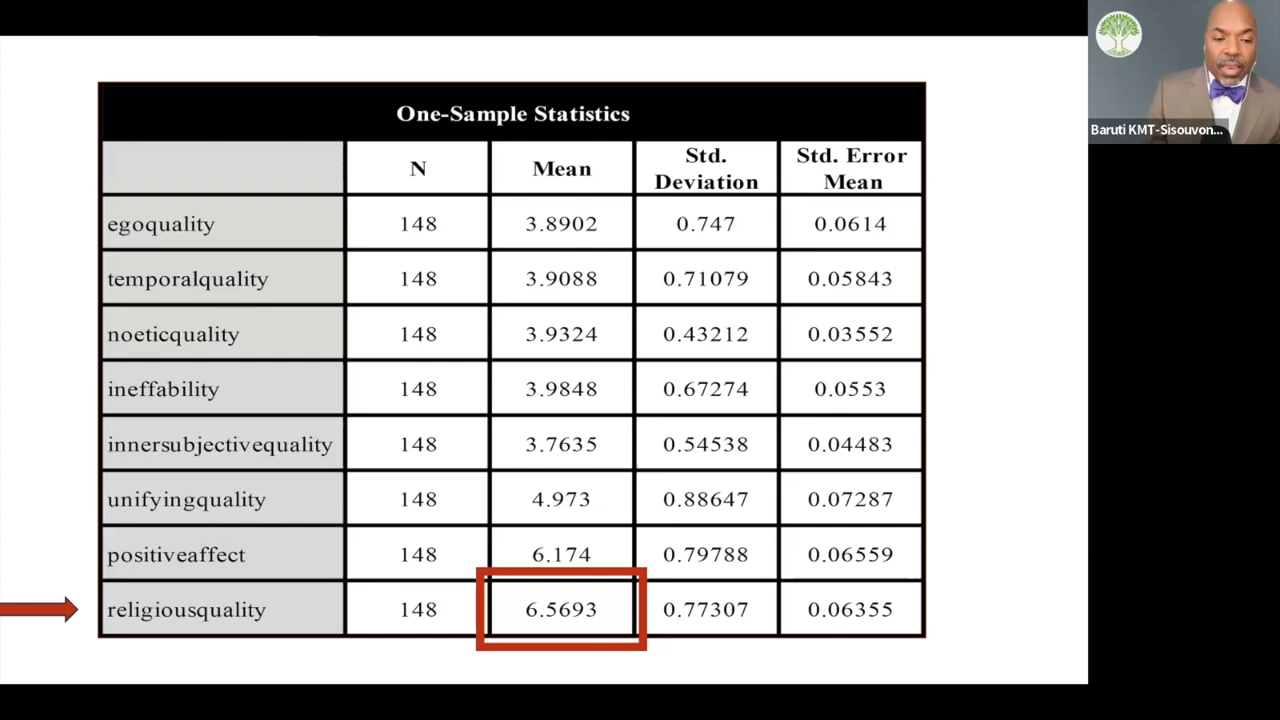 One-Sample Statistics
N Mean Std. Deviation Std. Error Mean
egoquality 148 3.8902 0.747 0.0614
temporalquality 148 3.9088 0.71079 0.05843
noeticquality 148 3.9324 0.43212 0.03552
ineffability 148 3.9848 0.67274 0.0553
innersubjectivequality 148 3.7635 0.54538 0.04483
unifyingquality 148 4.973 0.88647 0.07287
positiveaffect 148 6.174 0.79788 0.06559
religiousquality 148 6.5693 0.77307 0.06355
Baruti KMT-Sisouvon...